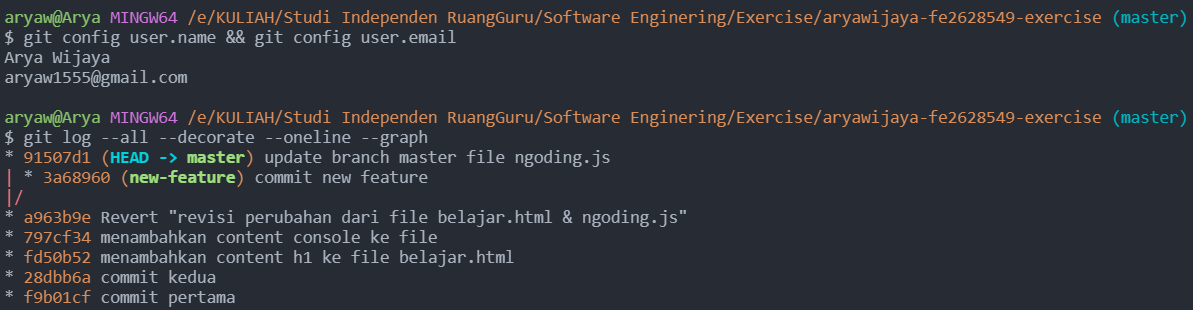 aryaw@Arya MINGW64 /e/KULIAH/Studi Independen RuangGuru/Software Enginering/Exercise/aryawijaya-fe2628549-exercise (master)
$ git config user.name && git config user.email
Arya Wijaya
aryaw1555@gmail.com

aryaw@Arya MINGW64 /e/KULIAH/Studi Independen RuangGuru/Software Enginering/Exercise/aryawijaya-fe2628549-exercise (master)
$ git log --all --decorate --oneline --graph
* 91507d1 (HEAD -> master) update branch master file ngoding.js
| * 3a68960 (new-feature) commit new feature
|/
* a963b9e Revert "revisi perubahan dari file belajar.html & ngoding.js"
* 797cf34 menambahkan content console ke file
* fd50b52 menambahkan content h1 ke file belajar.html
* 28dbb6a commit kedua
* f9b01cf commit pertama